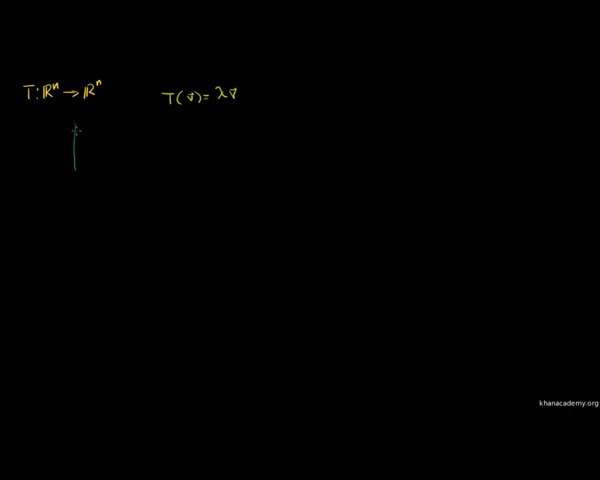 T: ℝⁿ → ℝⁿ T(v⃗) = λv⃗
khanacademy.org